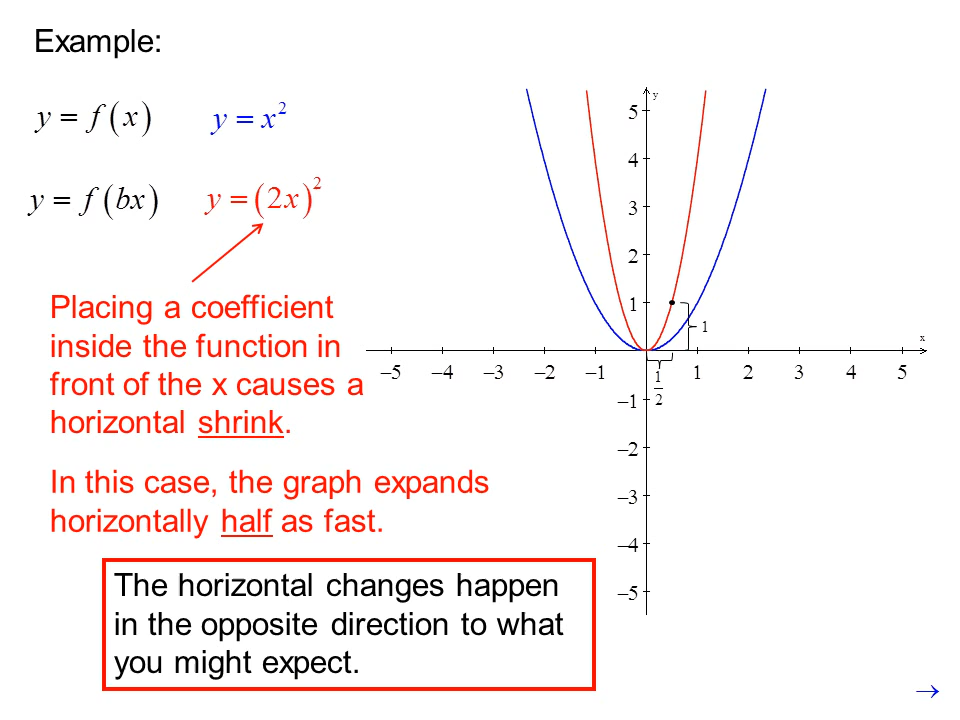 Example:
y = f(x)
y = x²
y = f(bx)
y = (2x)²
Placing a coefficient
inside the function in
front of the x causes a
horizontal shrink.
In this case, the graph expands
horizontally half as fast.
The horizontal changes happen
in the opposite direction to what
you might expect.
y
5
4
3
2
1
1
x
–5 –4 –3 –2 –1 1 2 3 4 5
1/2
–1
–2
–3
–4
–5
→